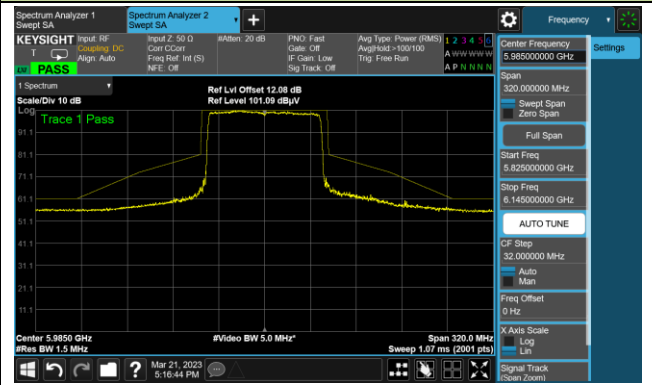 Spectrum Analyzer 1
Swept SA
Spectrum Analyzer 2
Swept SA
Frequency
KEYSIGHT
Input: RF
Coupling: DC
Align: Auto
Input Z: 50 Ω
Corr CCorr
Freq Ref: Int (S)
NFE: Off
#Atten: 20 dB
PNO: Fast
Gate: Off
IF Gain: Low
Sig Track: Off
Avg Type: Power (RMS)
Avg|Hold >100/100
Trig: Free Run
1 2 3 4 5 6
A W W W W W
A P N N N N
PASS
1 Spectrum
Scale/Div 10 dB
Ref Lvl Offset 12.08 dB
Ref Level 101.09 dBµV
Log
Trace 1 Pass
91.1
81.1
71.1
61.1
51.1
41.1
31.1
21.1
11.1
Center 5.9850 GHz
#Res BW 1.5 MHz
#Video BW 5.0 MHz*
Span 320.0 MHz
Sweep 1.07 ms (2001 pts)
Mar 21, 2023
5:16:44 PM
Center Frequency
5.985000000 GHz
Settings
Span
320.000000 MHz
Swept Span
Zero Span
Full Span
Start Freq
5.825000000 GHz
Stop Freq
6.145000000 GHz
AUTO TUNE
CF Step
32.000000 MHz
Auto
Man
Freq Offset
0 Hz
X Axis Scale
Log
Lin
Signal Track
(Span Zoom)